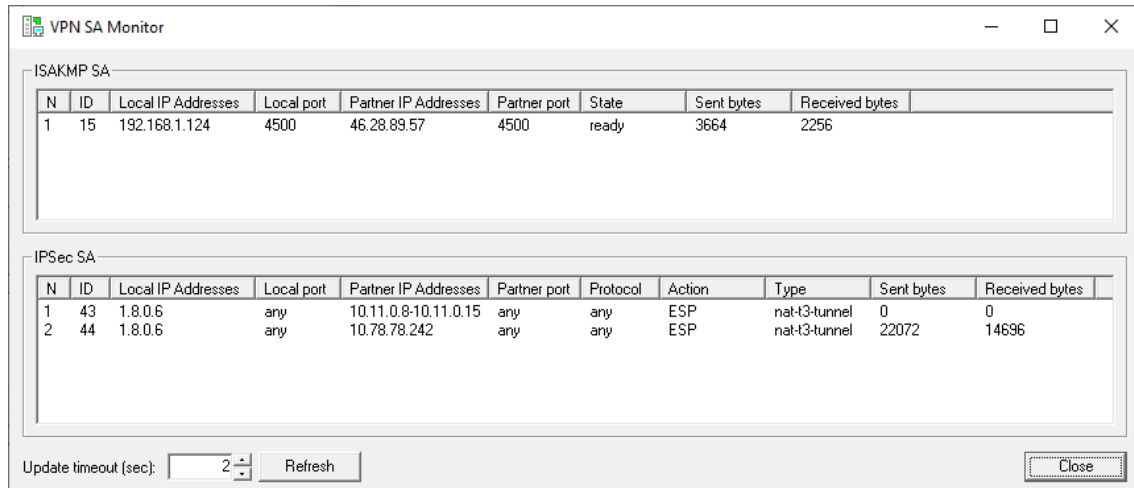 VPN SA Monitor
ISAKMP SA
N ID Local IP Addresses Local port Partner IP Addresses Partner port State Sent bytes Received bytes
1 15 192.168.1.124 4500 46.28.89.57 4500 ready 3664 2256
IPSec SA
N ID Local IP Addresses Local port Partner IP Addresses Partner port Protocol Action Type Sent bytes Received bytes
1 43 1.8.0.6 any 10.11.0.8-10.11.0.15 any any ESP nat-t3-tunnel 0 0
2 44 1.8.0.6 any 10.78.78.242 any any ESP nat-t3-tunnel 22072 14696
Update timeout (sec): 2 Refresh Close